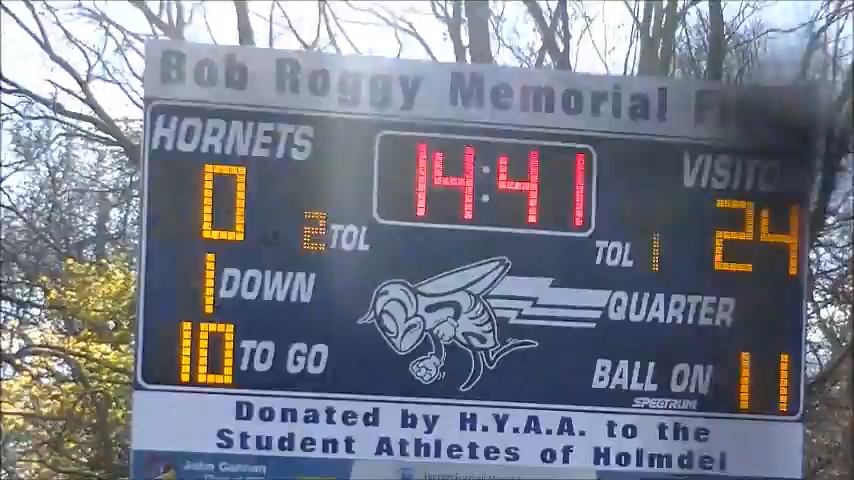 Bob Roggy Memorial
HORNETS 14:41 VISITO
0 2 TOL TOL 1 24
1 DOWN QUARTER
10 TO GO BALL ON 11
SPECTRUM
Donated by H.Y.A.A. to the
Student Athletes of Holmdel
John Gannon